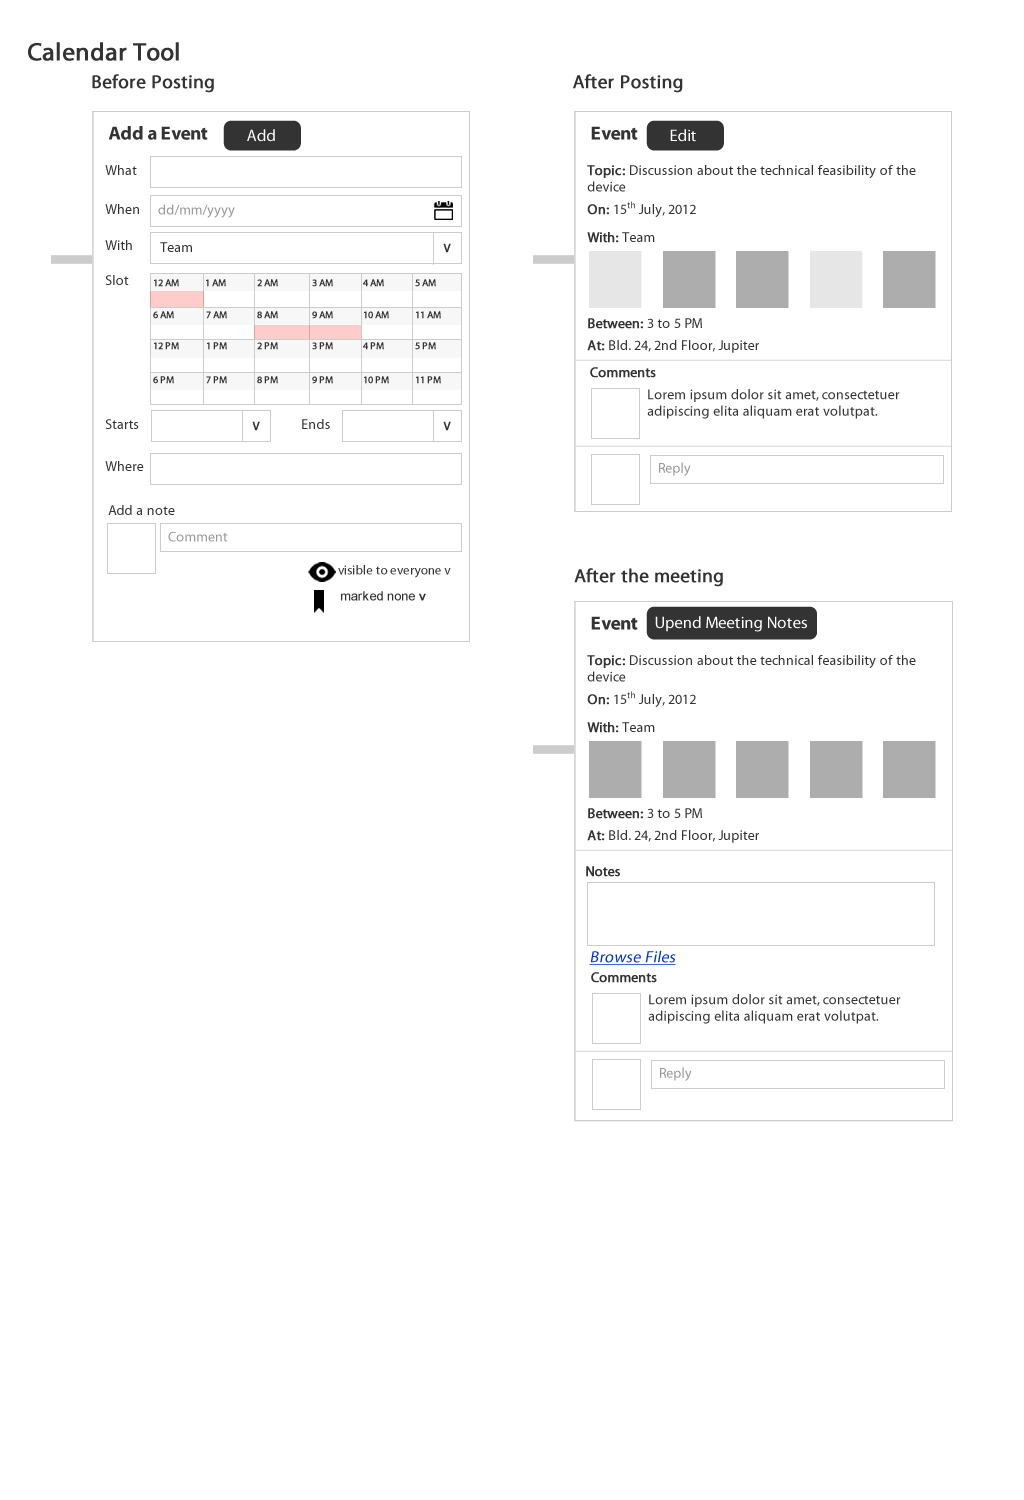 Calendar Tool
Before Posting
Add a Event Add
What
When dd/mm/yyyy
With Team v
Slot 12 AM 1 AM 2 AM 3 AM 4 AM 5 AM
6 AM 7 AM 8 AM 9 AM 10 AM 11 AM
12 PM 1 PM 2 PM 3 PM 4 PM 5 PM
6 PM 7 PM 8 PM 9 PM 10 PM 11 PM
Starts v Ends v
Where
Add a note
Comment
visible to everyone v
marked none v
After Posting
Event Edit
Topic: Discussion about the technical feasibility of the
device
On: 15th July, 2012
With: Team
Between: 3 to 5 PM
At: Bld. 24, 2nd Floor, Jupiter
Comments
Lorem ipsum dolor sit amet, consectetuer
adipiscing elita aliquam erat volutpat.
Reply
After the meeting
Event Upend Meeting Notes
Topic: Discussion about the technical feasibility of the
device
On: 15th July, 2012
With: Team
Between: 3 to 5 PM
At: Bld. 24, 2nd Floor, Jupiter
Notes
Browse Files
Comments
Lorem ipsum dolor sit amet, consectetuer
adipiscing elita aliquam erat volutpat.
Reply